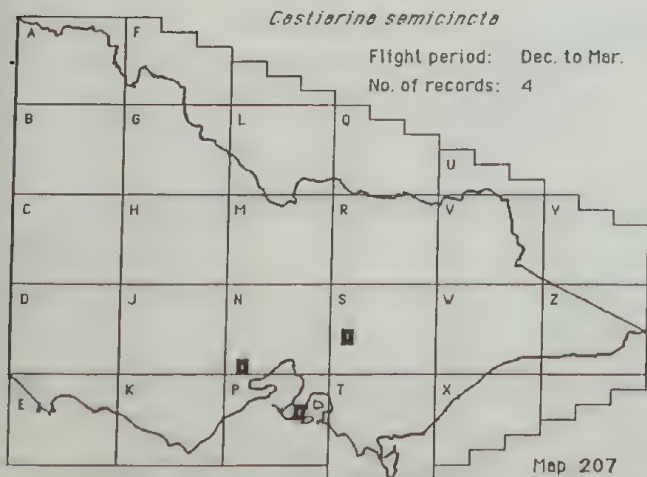 Castiarina semicincta
Flight period: Dec. to Mar.
No. of records: 4
A F
B G L Q
U
C H M R V Y
D J N S W Z
E K P T X
Map 207